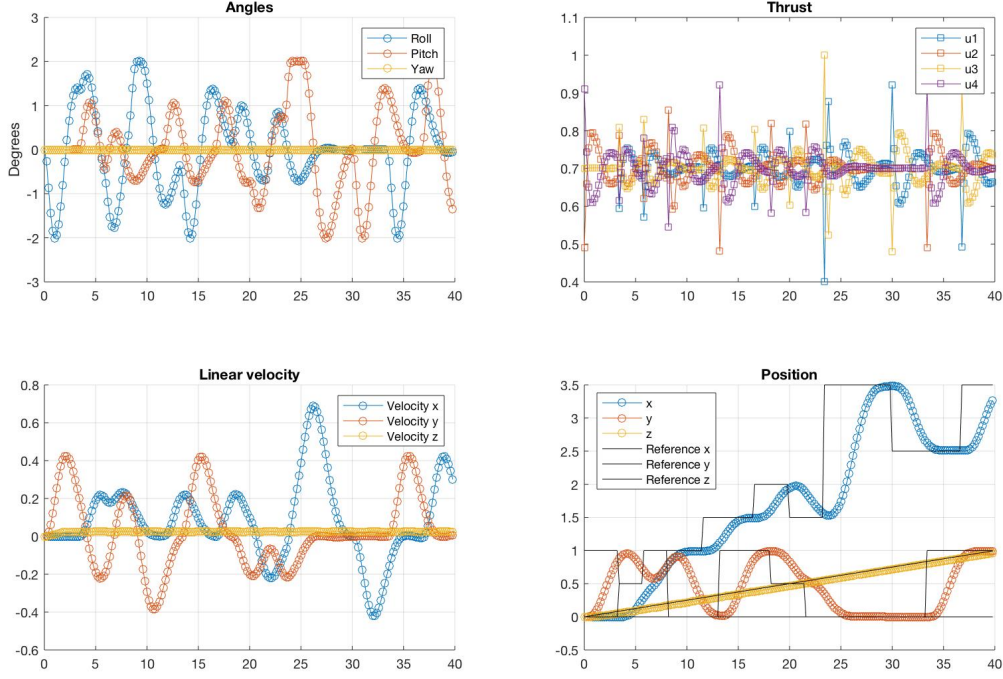 Angles
3
2
1
0
-1
-2
-3
Degrees
0 5 10 15 20 25 30 35 40
Roll
Pitch
Yaw
Thrust
1.1
1
0.9
0.8
0.7
0.6
0.5
0.4
0 5 10 15 20 25 30 35 40
u1
u2
u3
u4
Linear velocity
0.8
0.6
0.4
0.2
0
-0.2
-0.4
-0.6
0 5 10 15 20 25 30 35 40
Velocity x
Velocity y
Velocity z
Position
3.5
3
2.5
2
1.5
1
0.5
0
-0.5
0 5 10 15 20 25 30 35 40
x
y
z
Reference x
Reference y
Reference z